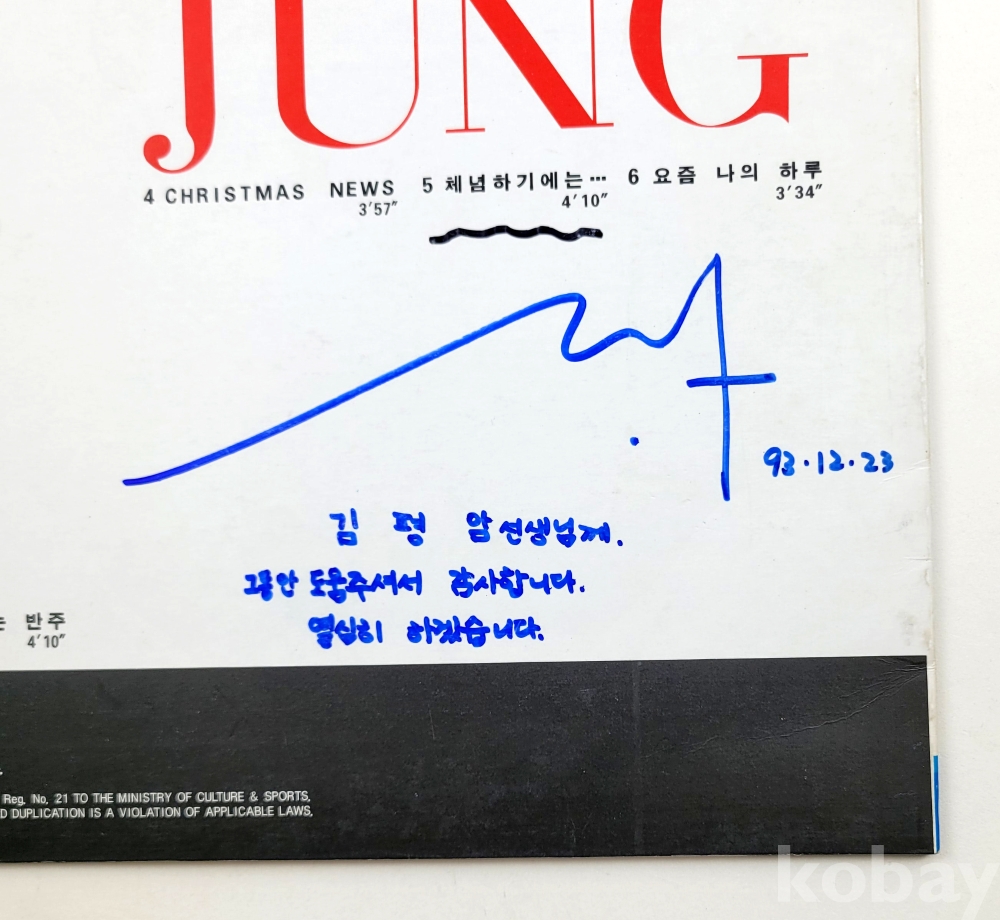 JUNG
4 CHRISTMAS NEWS 5 체념하기에는··· 6 요즘 나의 하루
3′57″ 4′10″ 3′34″
93·12·23
김 평 암 선생님께.
그동안 도움주셔서 감사합니다.
열심히 하겠습니다.
는 반주
4′10″
Reg. No. 21 TO THE MINISTRY OF CULTURE & SPORTS,
D DUPLICATION IS A VIOLATION OF APPLICABLE LAWS,
kobay